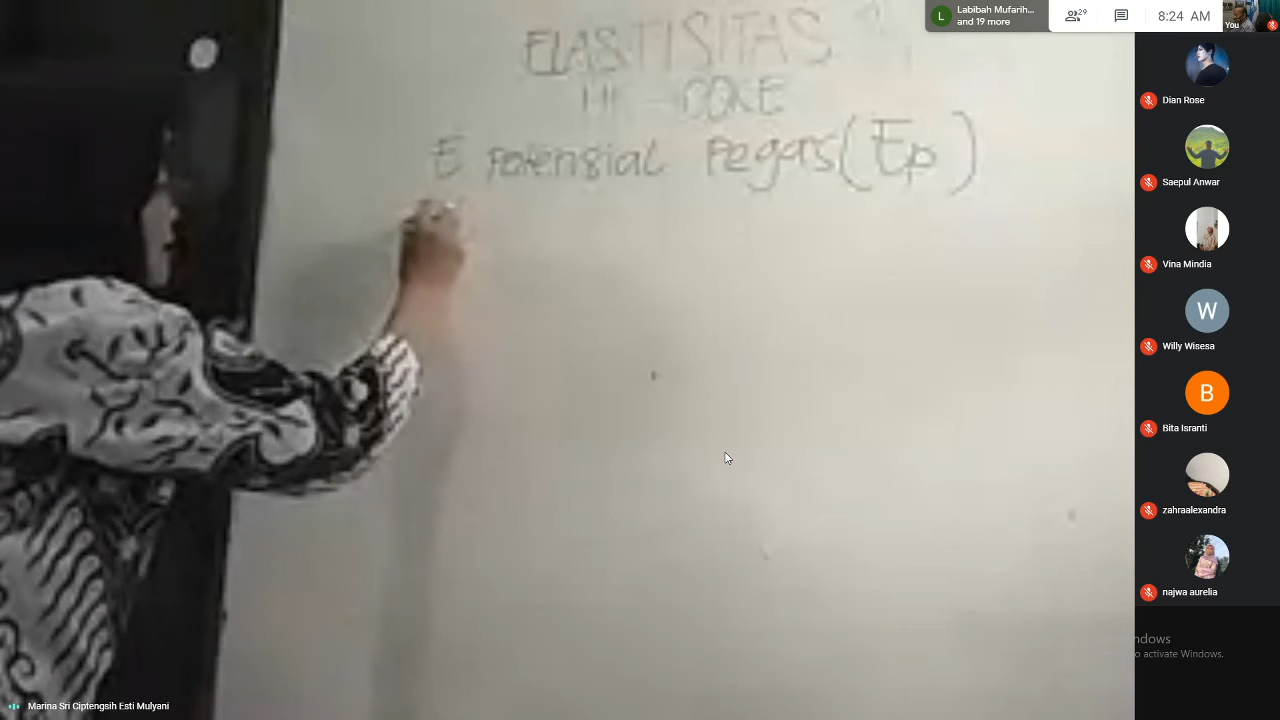 Labibah Mufarih...
and 19 more
29
8:24 AM
You
ELASTISITAS
E potensial Pegas (Ep)
Dian Rose
Saepul Anwar
Vina Mindia
Willy Wisesa
Bita Isranti
zahraalexandra
najwa aurelia
ndows
o activate Windows.
Marina Sri Ciptengsih Esti Mulyani
L
W
B